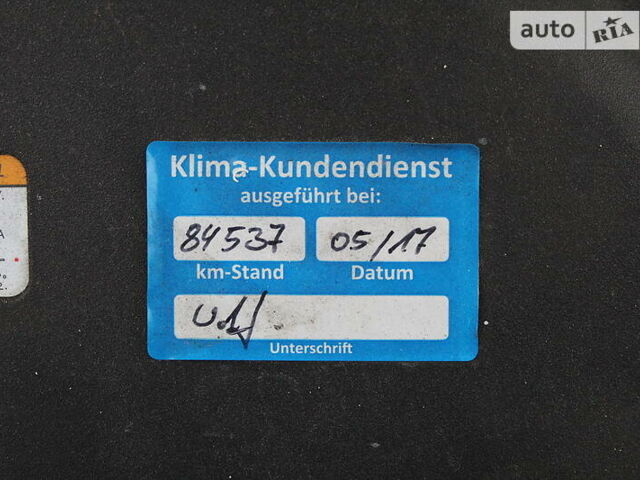 auto RIA
Klima-Kundendienst
ausgeführt bei:
84537 05/17
km-Stand Datum
Unterschrift